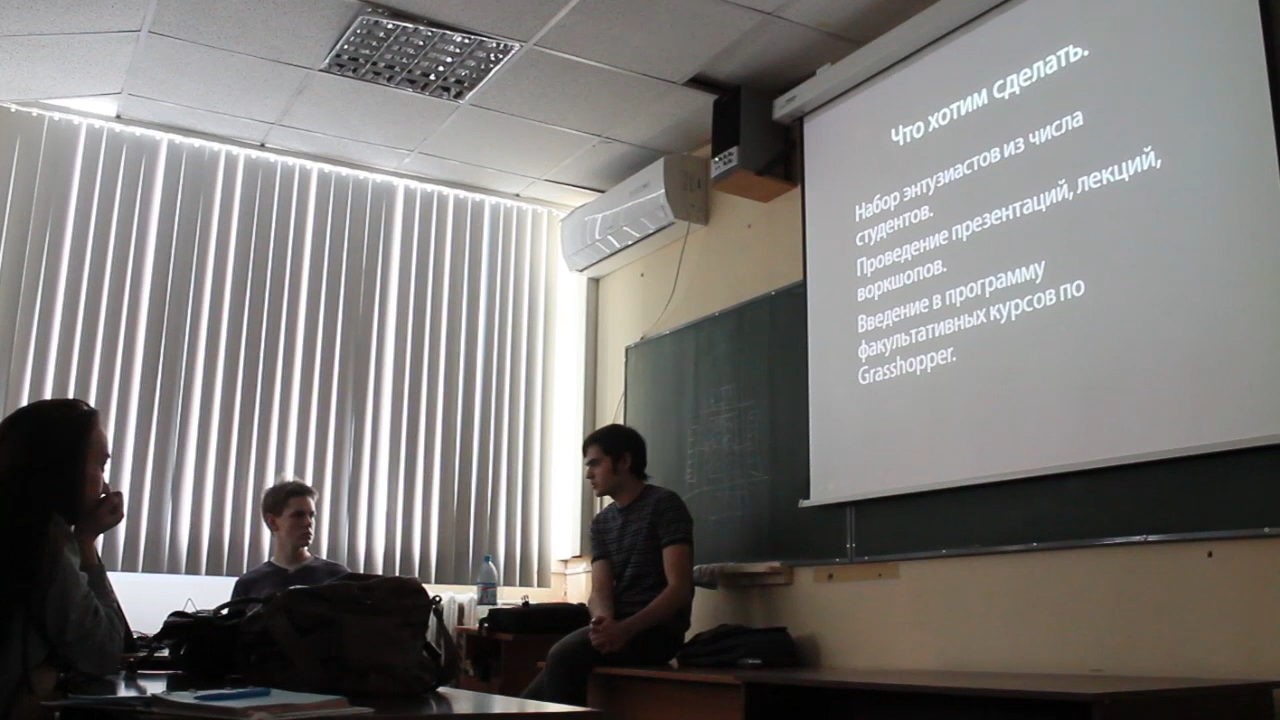 Что хотим сделать.
Набор энтузиастов из числа
студентов.
Проведение презентаций, лекций,
воркшопов.
Введение в программу
факультативных курсов по
Grasshopper.